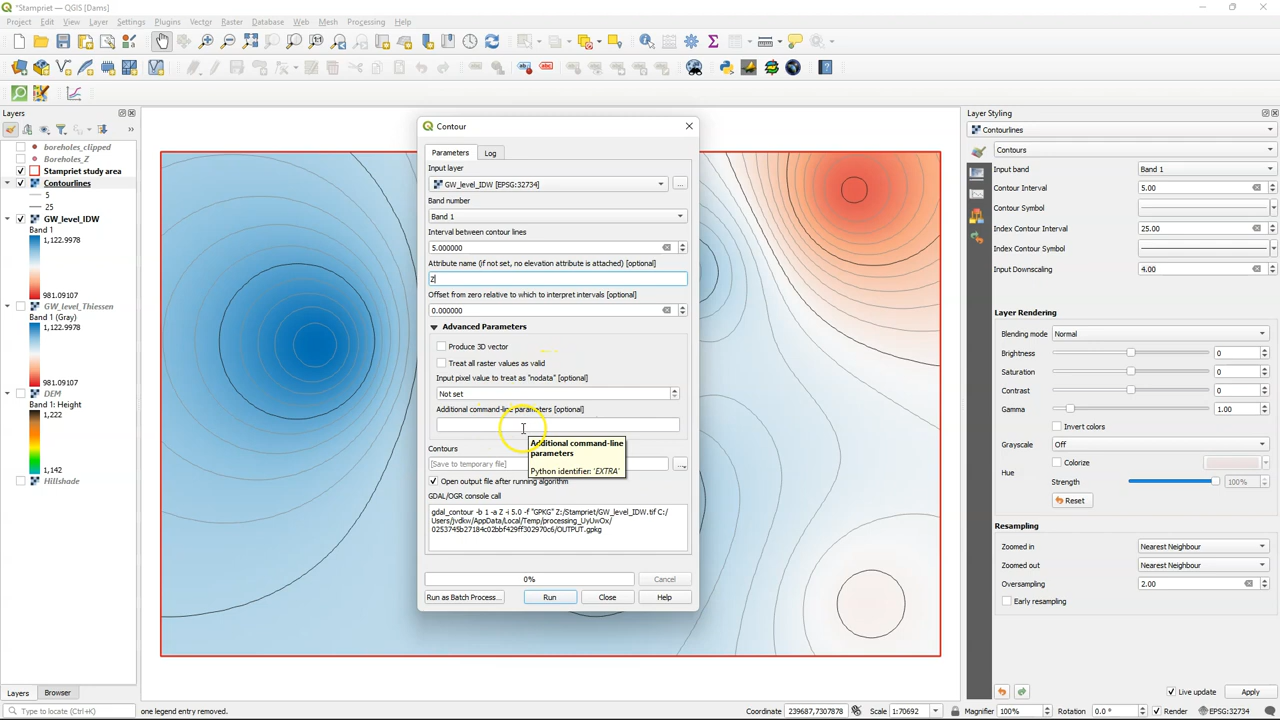 *Stampriet — QGIS [Dams]
Project Edit View Layer Settings Plugins Vector Raster Database Web Mesh Processing Help
Layers
boreholes_clipped
Boreholes_Z
Stampriet study area
Contourlines
5
25
GW_level_IDW
Band 1
1,122.9978
981.09107
GW_level_Thiessen
Band 1 (Gray)
1,122.9978
981.09107
DEM
Band 1: Height
1,222
1,142
Hillshade
Layers Browser
Contour
Parameters Log
Input layer
GW_level_IDW [EPSG:32734]
…
Band number
Band 1
Interval between contour lines
5.000000
Attribute name (if not set, no elevation attribute is attached) [optional]
Z
Offset from zero relative to which to interpret intervals [optional]
0.000000
Advanced Parameters
Produce 3D vector
Treat all raster values as valid
Input pixel value to treat as "nodata" [optional]
Not set
Additional command-line parameters [optional]
Additional command-line
parameters
Python identifier: 'EXTRA'
Contours
[Save to temporary file]
…
Open output file after running algorithm
GDAL/OGR console call
gdal_contour -b 1 -a Z -i 5.0 -f "GPKG" Z:/Stampriet/GW_level_IDW.tif C:/
Users/jvdkw/AppData/Local/Temp/processing_UyUwOx/
0253745b27184c02bbf429ff302970c6/OUTPUT.gpkg
0%
Cancel
Run as Batch Process... Run Close Help
Layer Styling
Contourlines
Contours
Input band Band 1
Contour Interval 5.00
Contour Symbol
Index Contour Interval 25.00
Index Contour Symbol
Input Downscaling 4.00
Layer Rendering
Blending mode Normal
Brightness 0
Saturation 0
Contrast 0
Gamma 1.00
Invert colors
Grayscale Off
Hue
Colorize
Strength 100%
Reset
Resampling
Zoomed in Nearest Neighbour
Zoomed out Nearest Neighbour
Oversampling 2.00
Early resampling
Live update Apply
Type to locate (Ctrl+K) one legend entry removed. Coordinate 239687,7307878 Scale 1:70692 Magnifier 100% Rotation 0.0 ° Render EPSG:32734